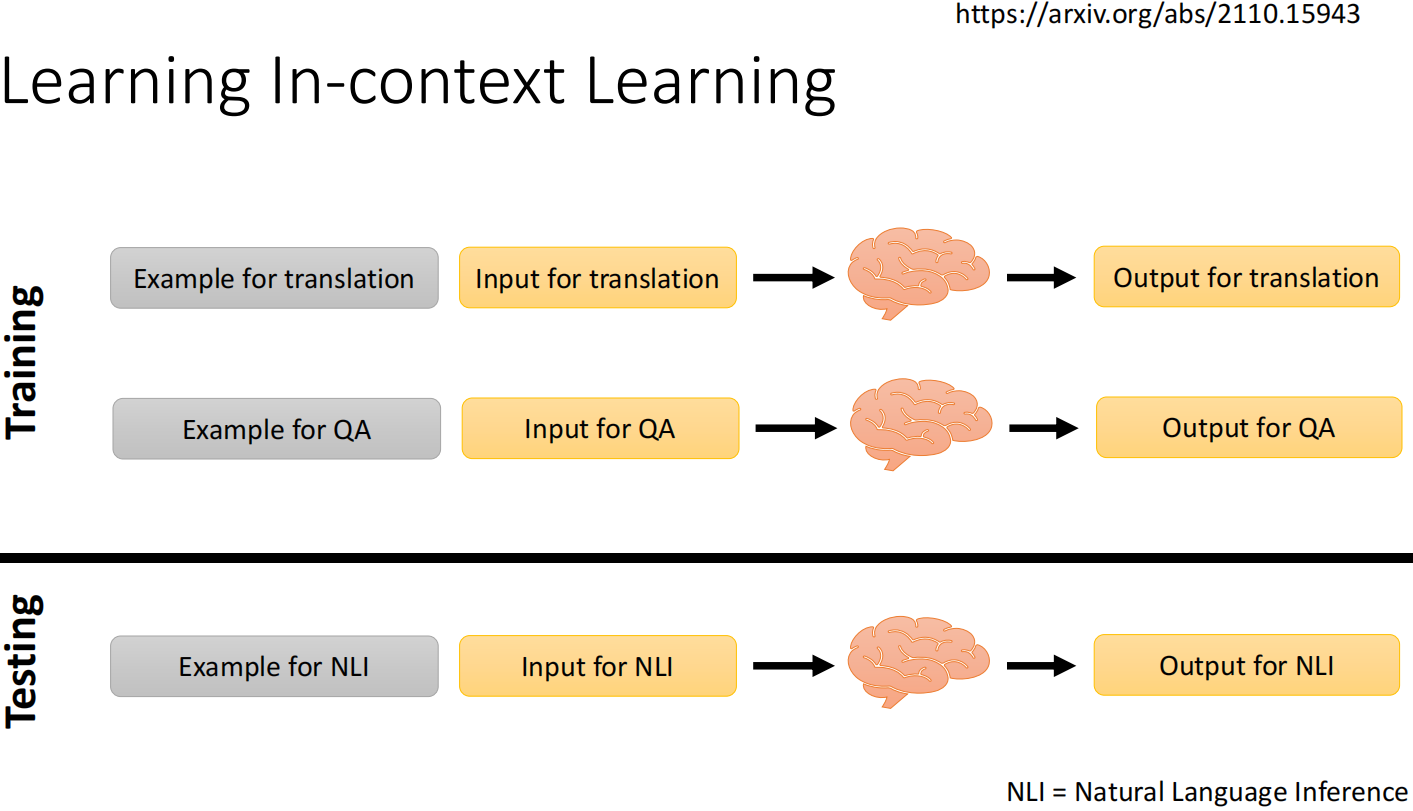 https://arxiv.org/abs/2110.15943
Learning In-context Learning
Training
Example for translation
Input for translation
Output for translation
Example for QA
Input for QA
Output for QA
Testing
Example for NLI
Input for NLI
Output for NLI
NLI = Natural Language Inference